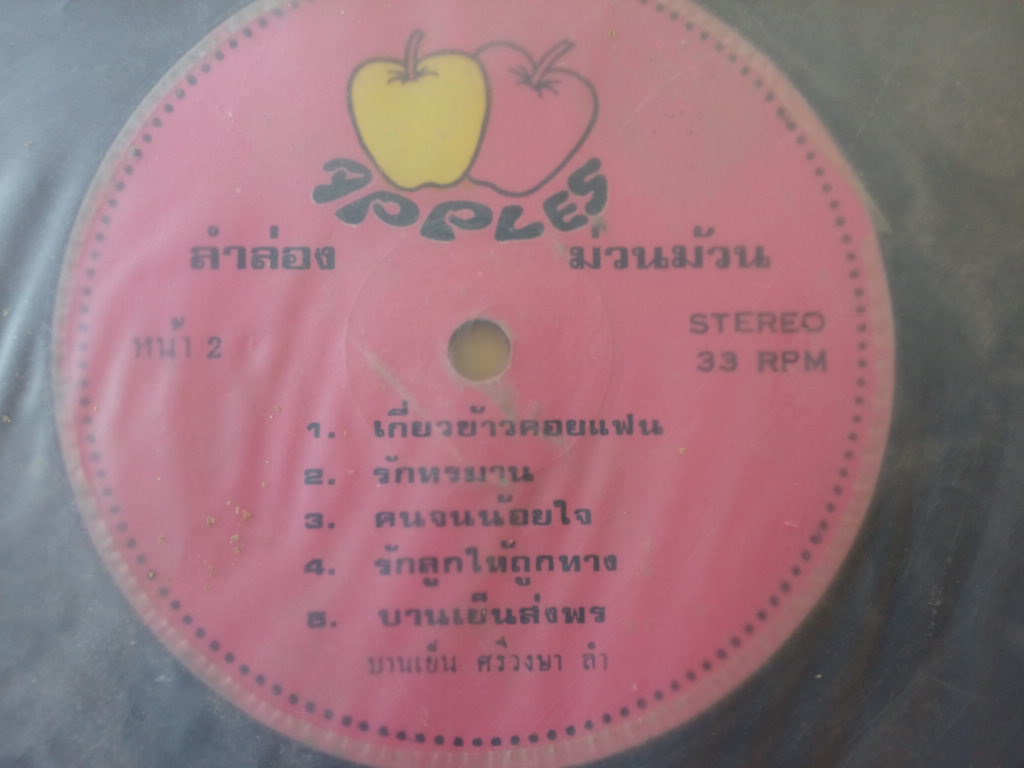 APPLES
ลำล่อง ม่วนม้วน
หน้า 2
STEREO
33 RPM
1. เกี่ยวข้าวคอยแฟน
2. รักทรมาน
3. คนจนน้อยใจ
4. รักลูกให้ถูกทาง
5. บานเย็นส่งพร
บานเย็น ศรีวงษา ลำ